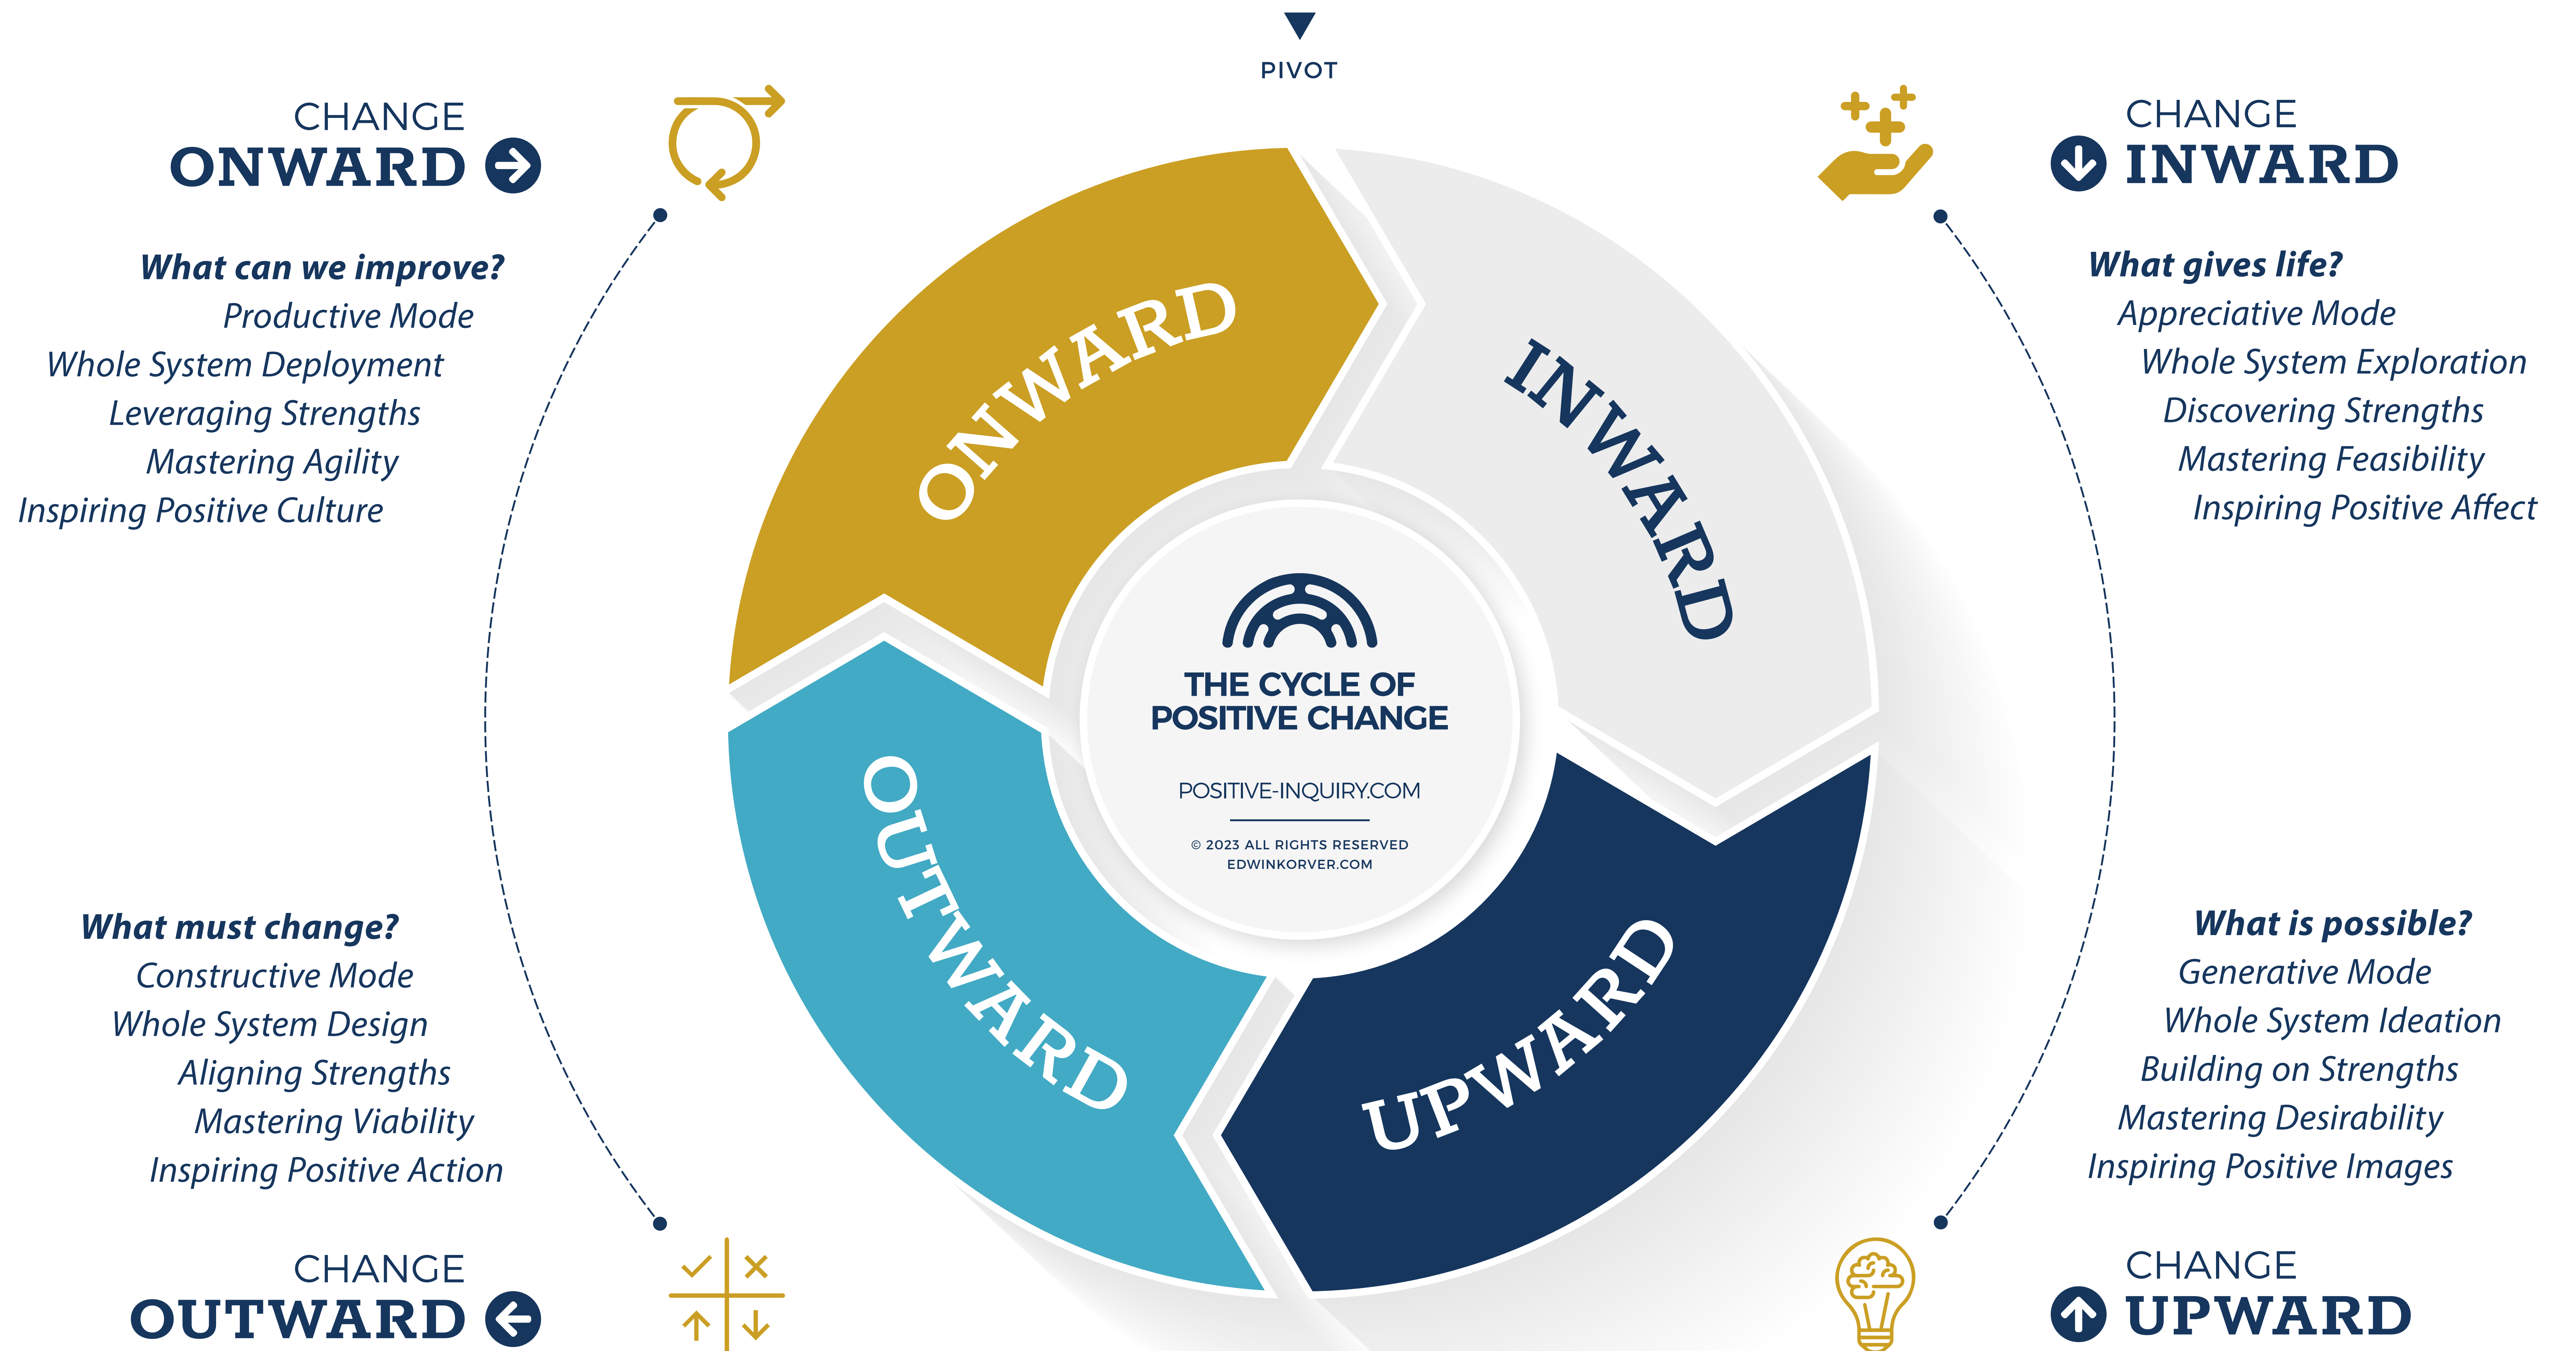 PIVOT
CHANGE
ONWARD
What can we improve?
Productive Mode
Whole System Deployment
Leveraging Strengths
Mastering Agility
Inspiring Positive Culture
CHANGE
INWARD
What gives life?
Appreciative Mode
Whole System Exploration
Discovering Strengths
Mastering Feasibility
Inspiring Positive Affect
ONWARD
INWARD
THE CYCLE OF
POSITIVE CHANGE
POSITIVE-INQUIRY.COM
© 2023 ALL RIGHTS RESERVED
EDWINKORVER.COM
OUTWARD
UPWARD
What must change?
Constructive Mode
Whole System Design
Aligning Strengths
Mastering Viability
Inspiring Positive Action
CHANGE
OUTWARD
What is possible?
Generative Mode
Whole System Ideation
Building on Strengths
Mastering Desirability
Inspiring Positive Images
CHANGE
UPWARD